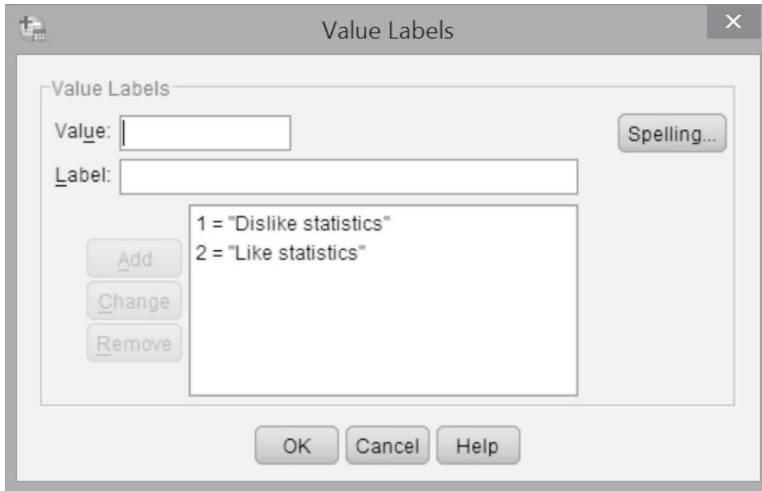 Value Labels
Value Labels
Value:
Spelling...
Label:
1 = "Dislike statistics"
2 = "Like statistics"
Add
Change
Remove
OK Cancel Help